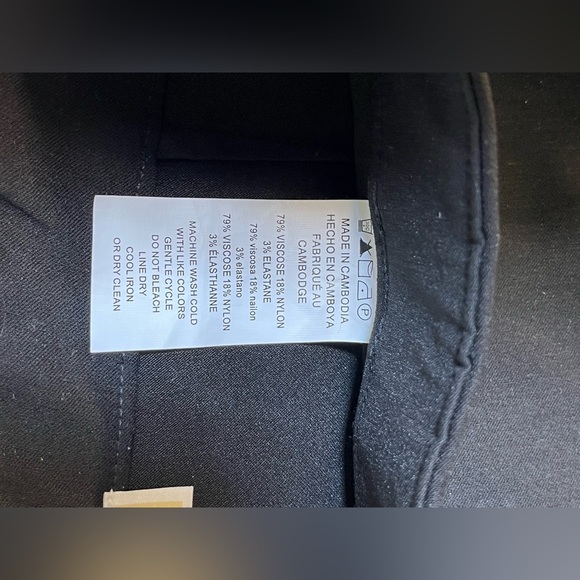 MADE IN CAMBODIA
HECHO EN CAMBOYA
FABRIQUÉ AU
CAMBODGE
79% VISCOSE 18% NYLON
3% ELASTANE
79% viscosa 18% nailon
3% elastano
79% VISCOSE 18% NYLON
3% ÉLASTHANNE
MACHINE WASH COLD
WITH LIKE COLORS
GENTLE CYCLE
DO NOT BLEACH
LINE DRY
COOL IRON
OR DRY CLEAN